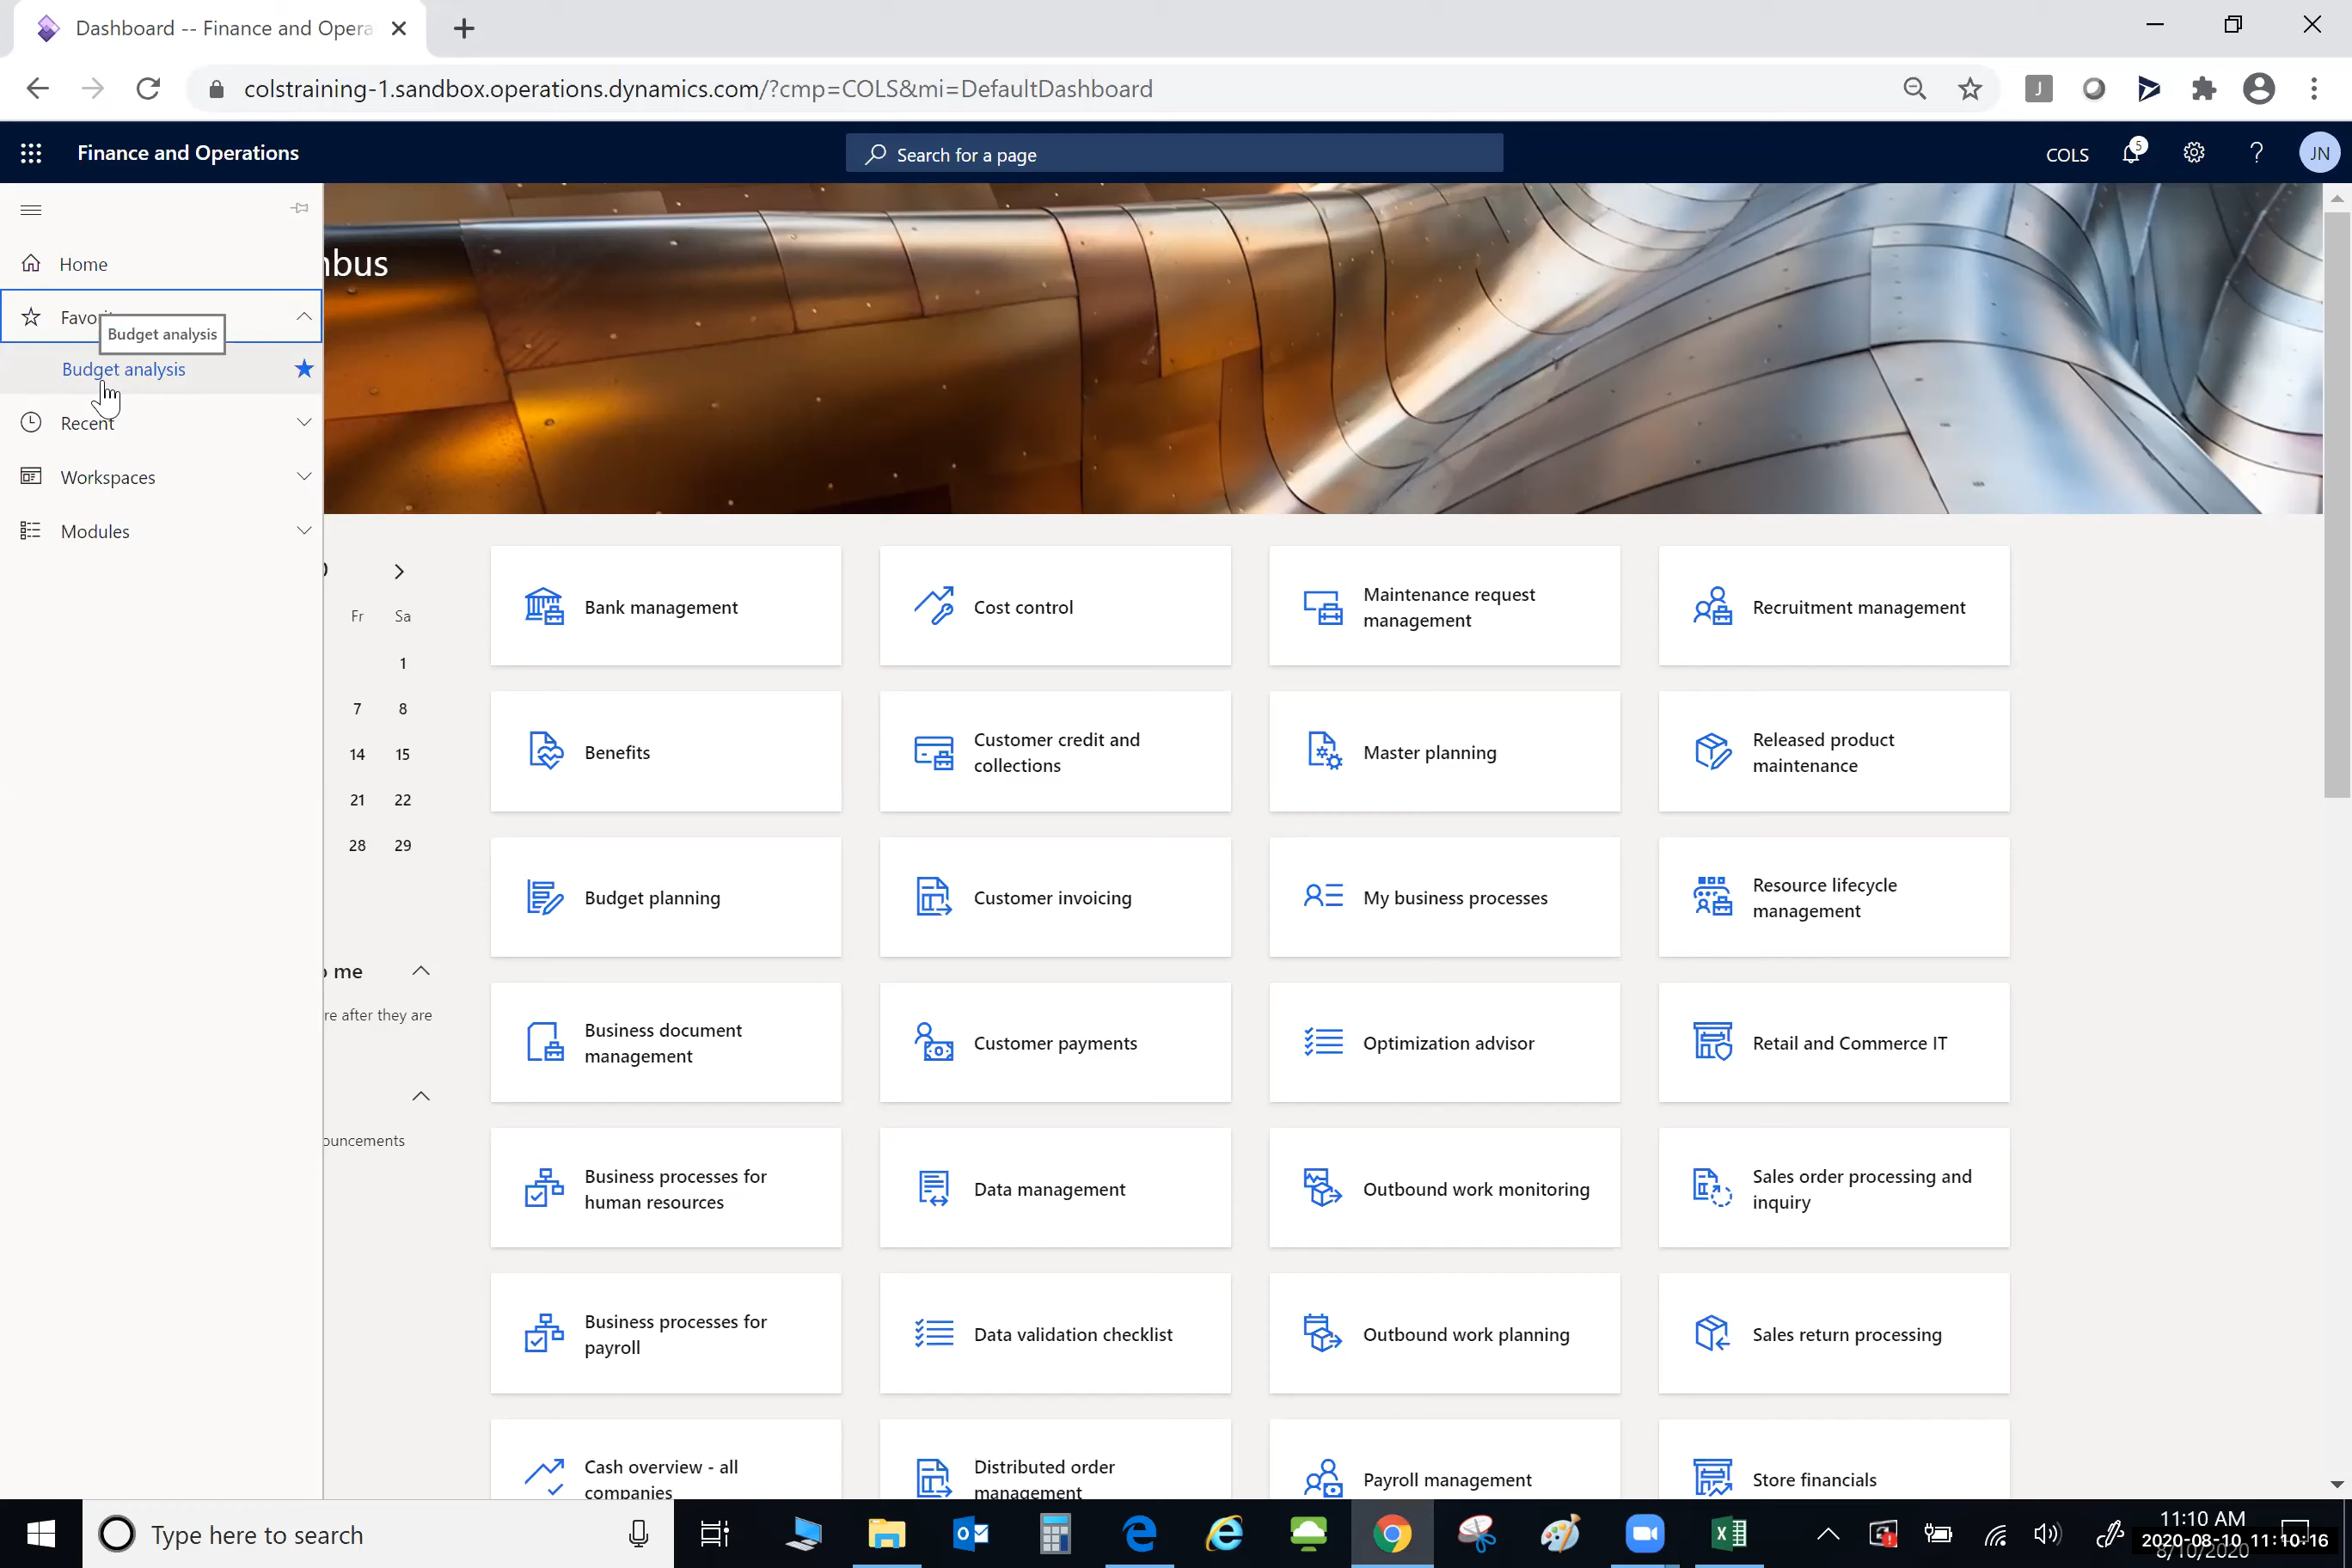 Dashboard -- Finance and Opera
colstraining-1.sandbox.operations.dynamics.com/?cmp=COLS&mi=DefaultDashboard
J
Finance and Operations
Search for a page
COLS
5
JN
nbus
Home
Favori
Budget analysis
Budget analysis
Recent
Workspaces
Modules
Fr Sa
1
7 8
14 15
21 22
28 29
o me
re after they are
ouncements
Bank management
Cost control
Maintenance request
management
Recruitment management
Benefits
Customer credit and
collections
Master planning
Released product
maintenance
Budget planning
Customer invoicing
My business processes
Resource lifecycle
management
Business document
management
Customer payments
Optimization advisor
Retail and Commerce IT
Business processes for
human resources
Data management
Outbound work monitoring
Sales order processing and
inquiry
Business processes for
payroll
Data validation checklist
Outbound work planning
Sales return processing
Cash overview - all
companies
Distributed order
management
Payroll management
Store financials
Type here to search
11:10 AM
2020-08-10 11:10:16
8/10/2020